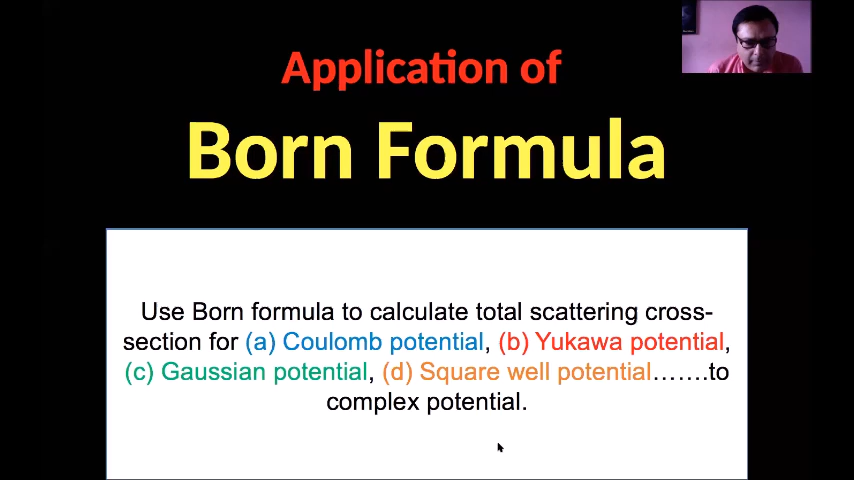 Application of
Born Formula
Use Born formula to calculate total scattering cross-
section for (a) Coulomb potential, (b) Yukawa potential,
(c) Gaussian potential, (d) Square well potential…….to
complex potential.